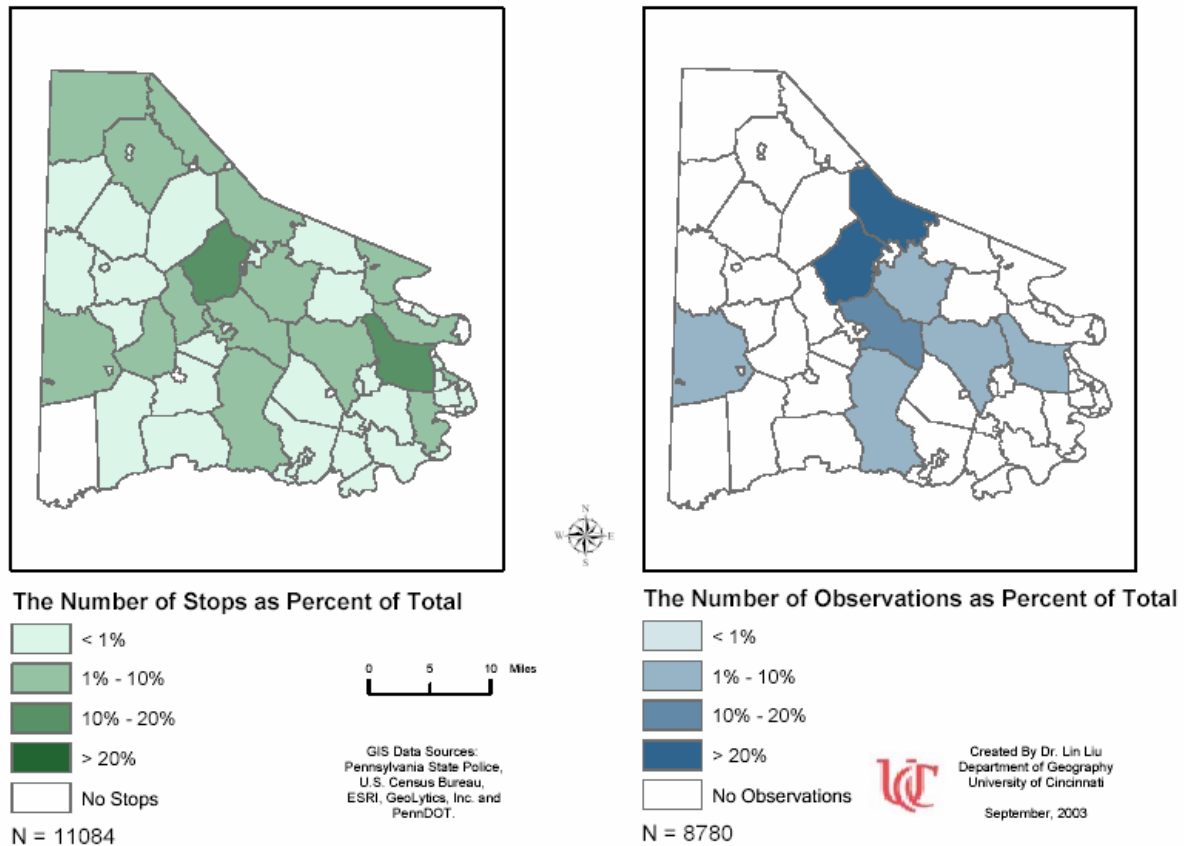 N
W E
S
The Number of Stops as Percent of Total
< 1%
1% - 10%
10% - 20%
> 20%
No Stops
N = 11084
0 5 10 Miles
GIS Data Sources:
Pennsylvania State Police,
U.S. Census Bureau,
ESRI, GeoLytics, Inc. and
PennDOT.
The Number of Observations as Percent of Total
< 1%
1% - 10%
10% - 20%
> 20%
No Observations
N = 8780
UC
Created By Dr. Lin Liu
Department of Geography
University of Cincinnati
September, 2003